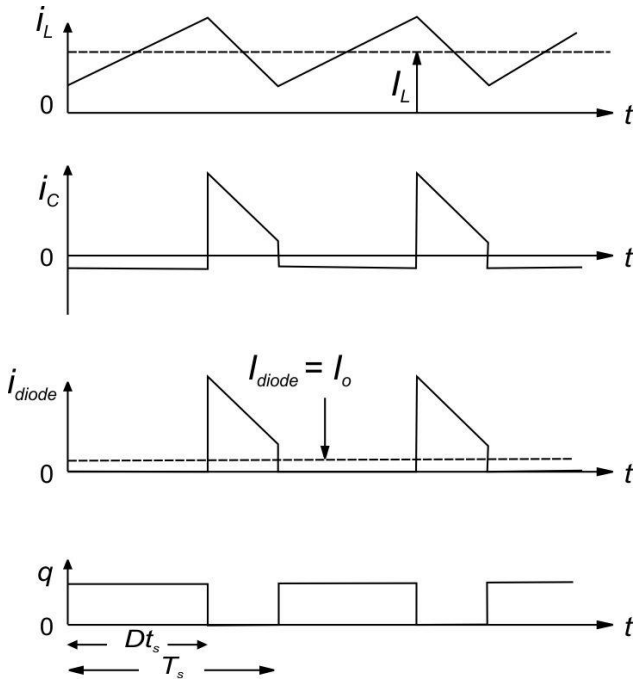 i_L
I_L
0
t
i_C
0
t
I_diode = I_o
i_diode
0
t
q
0
t
Dt_s
T_s